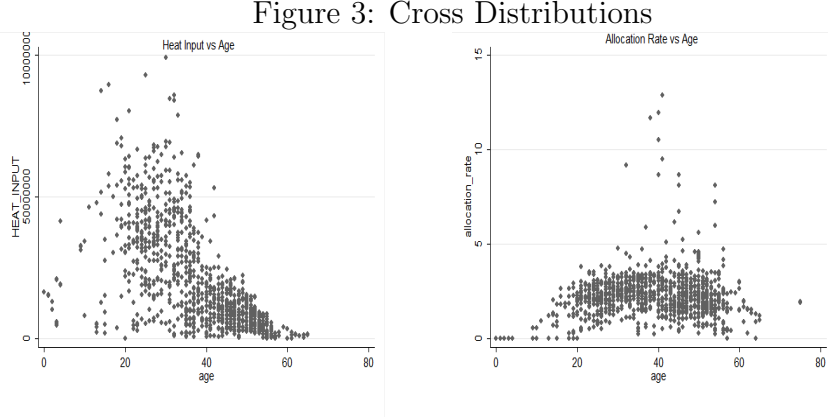 Figure 3: Cross Distributions
Heat Input vs Age
HEAT_INPUT
0
50000000
10000000
0
20
40
60
80
age
Allocation Rate vs Age
allocation_rate
0
5
10
15
0
20
40
60
80
age